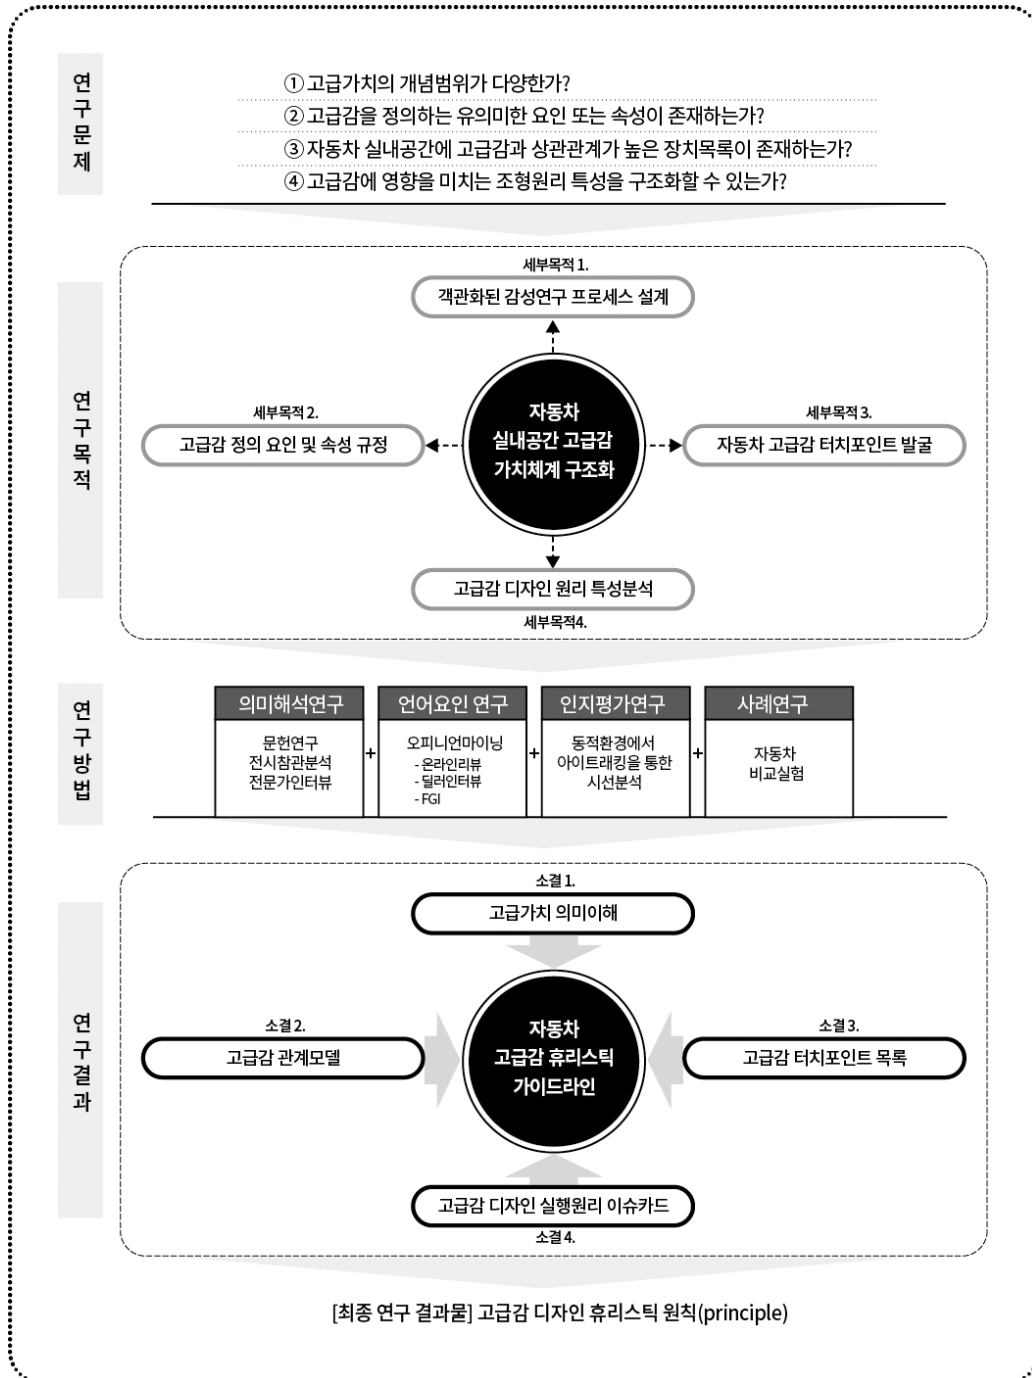 연구문제
① 고급가치의 개념범위가 다양한가?
② 고급감을 정의하는 유의미한 요인 또는 속성이 존재하는가?
③ 자동차 실내공간에 고급감과 상관관계가 높은 장치목록이 존재하는가?
④ 고급감에 영향을 미치는 조형원리 특성을 구조화할 수 있는가?
연구목적
세부목적 1.
객관화된 감성연구 프로세스 설계
세부목적 2.
고급감 정의 요인 및 속성 규정
자동차
실내공간 고급감
가치체계 구조화
세부목적 3.
자동차 고급감 터치포인트 발굴
고급감 디자인 원리 특성분석
세부목적4.
연구방법
의미해석연구
문헌연구
전시참관분석
전문가인터뷰
+
언어요인 연구
오피니언마이닝
- 온라인리뷰
- 딜러인터뷰
- FGI
+
인지평가연구
동적환경에서
아이트래킹을 통한
시선분석
+
사례연구
자동차
비교실험
연구결과
소결 1.
고급가치 의미이해
소결 2.
고급감 관계모델
자동차
고급감 휴리스틱
가이드라인
소결 3.
고급감 터치포인트 목록
고급감 디자인 실행원리 이슈카드
소결 4.
[최종 연구 결과물] 고급감 디자인 휴리스틱 원칙(principle)